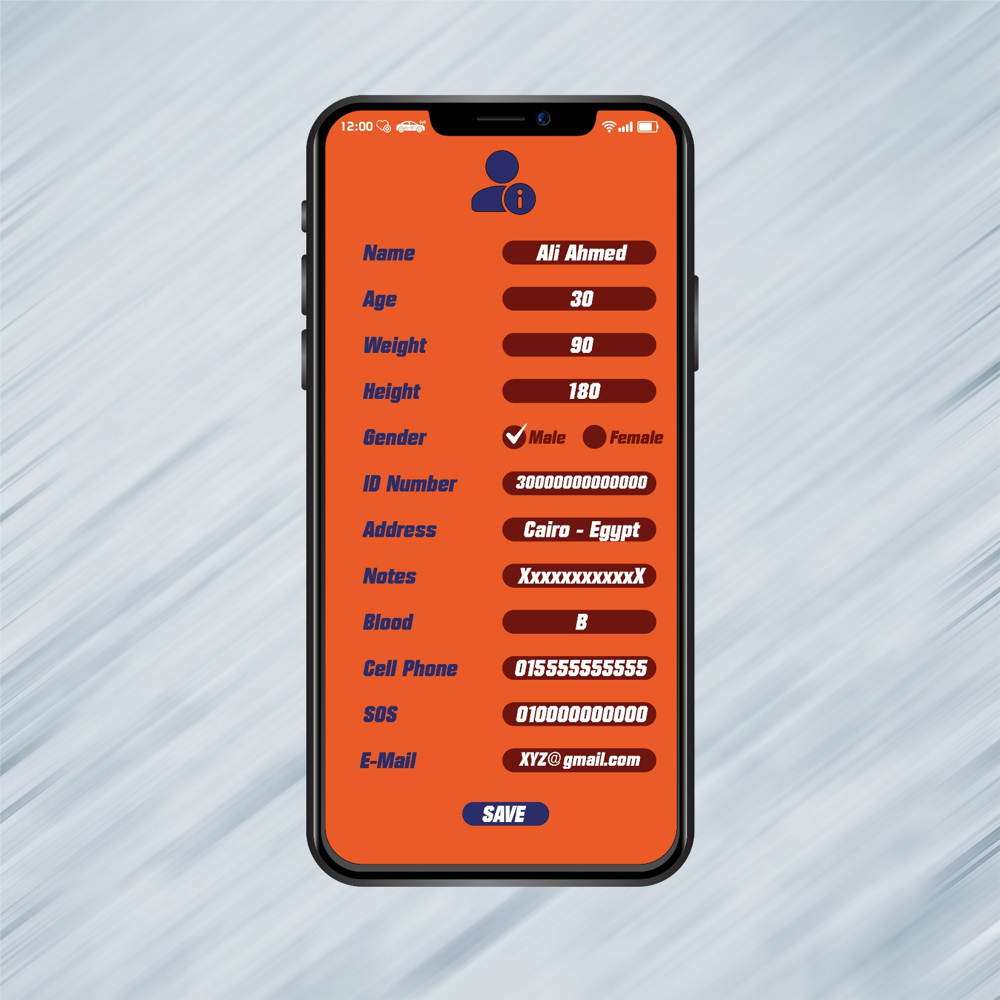 12:00
Name Ali Ahmed
Age 30
Weight 90
Height 180
Gender Male Female
ID Number 30000000000000
Address Cairo - Egypt
Notes XxxxxxxxxxxxX
Blood B
Cell Phone 015555555555
SOS 010000000000
E-Mail XYZ@gmail.com
SAVE